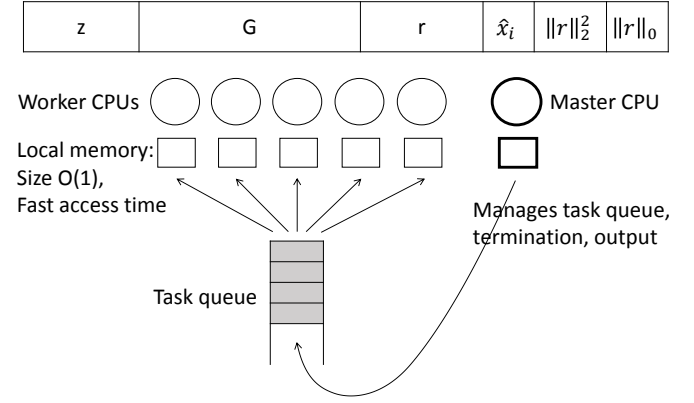 z G r x̂ᵢ ‖r‖₂² ‖r‖₀
Worker CPUs
Master CPU
Local memory:
Size O(1),
Fast access time
Manages task queue,
termination, output
Task queue